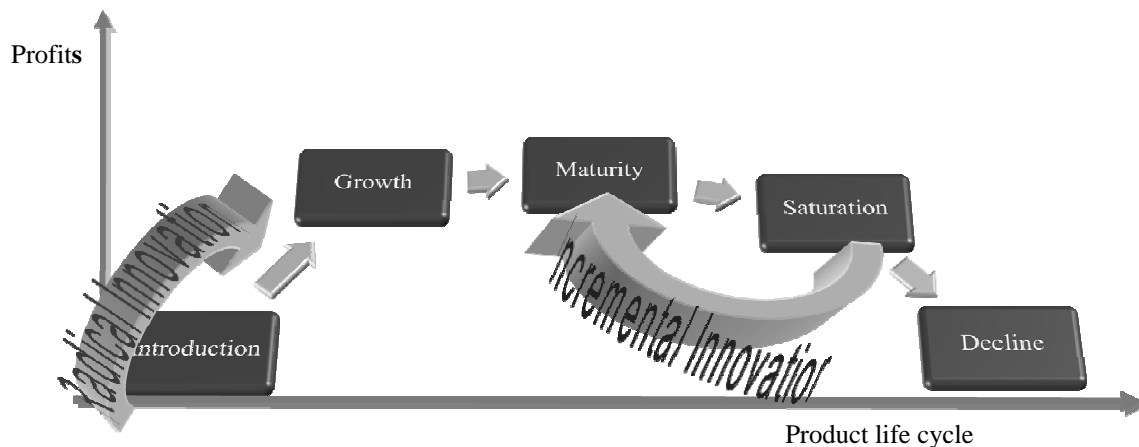 Profits
Growth
Maturity
Saturation
Radical Innovation
Incremental Innovation
Introduction
Decline
Product life cycle